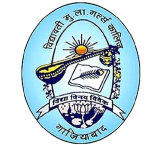 विद्यावती मु.ला.गर्ल्स कालिज
विद्या विनय विवेक
गाजियाबाद